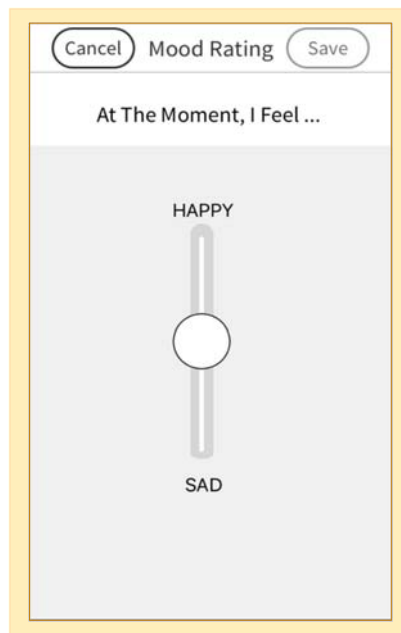 Cancel Mood Rating Save
At The Moment, I Feel ...
HAPPY
SAD